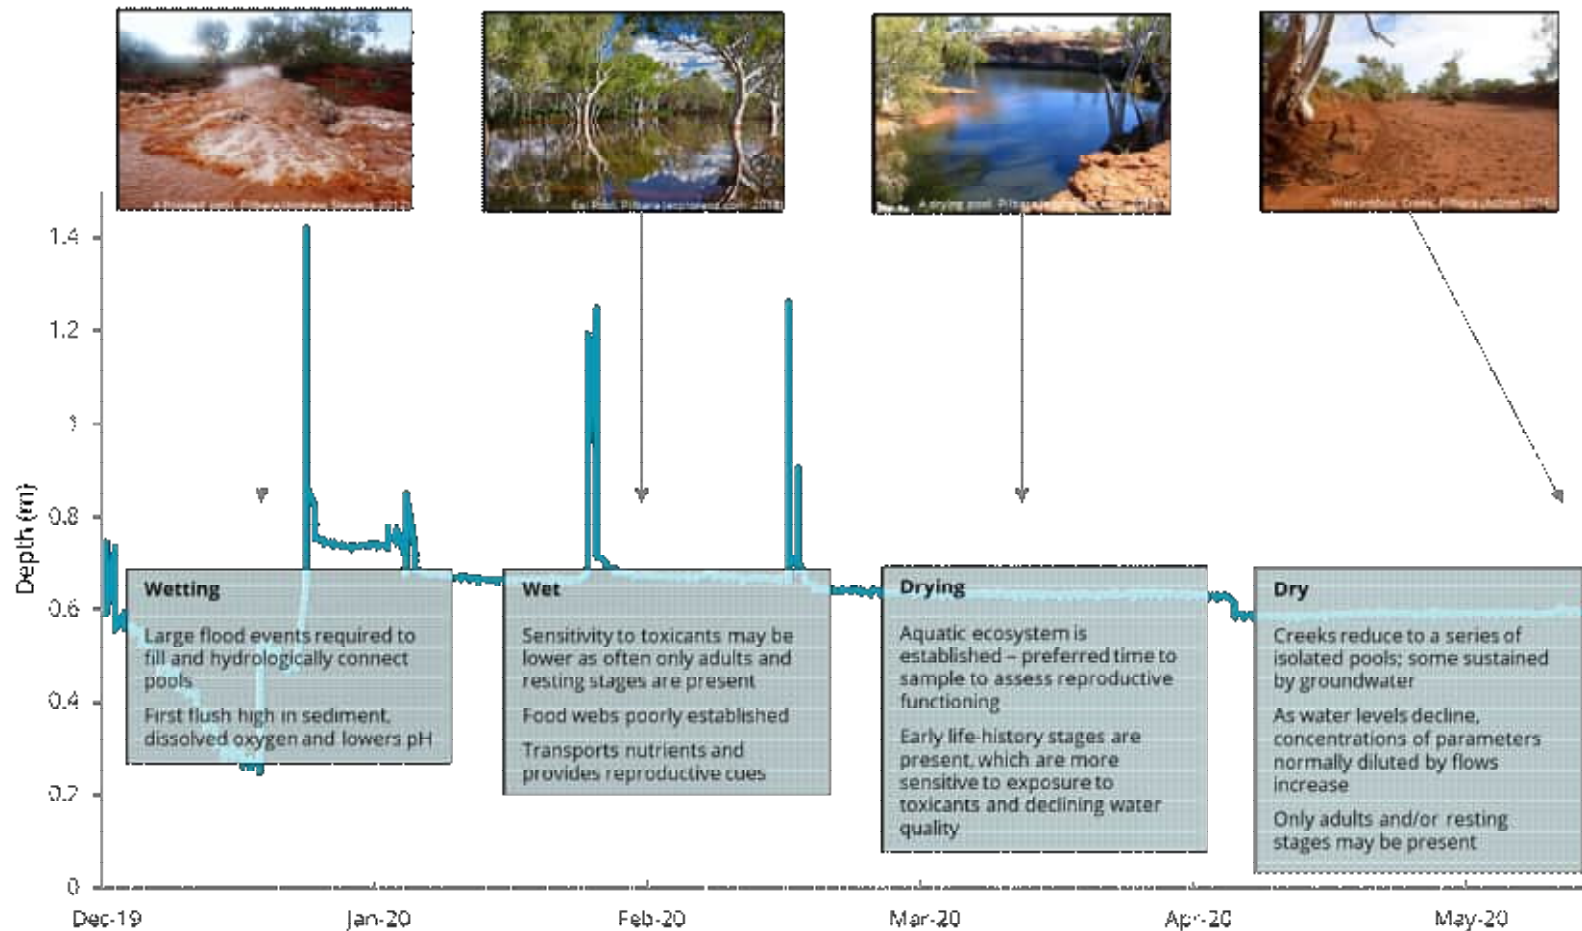 Warramboo Creek, Pilbara (Action 2014)
1.4
1.2
1
0.8
0.6
0.4
0.2
0
Depth (m)
Wetting
Large flood events required to
fill and hydrologically connect
pools
First flush high in sediment,
dissolved oxygen and lowers pH
Wet
Sensitivity to toxicants may be
lower as often only adults and
resting stages are present
Food webs poorly established
Transports nutrients and
provides reproductive cues
Drying
Aquatic ecosystem is
established – preferred time to
sample to assess reproductive
functioning
Early life-history stages are
present, which are more
sensitive to exposure to
toxicants and declining water
quality
Dry
Creeks reduce to a series of
isolated pools; some sustained
by groundwater
As water levels decline,
concentrations of parameters
normally diluted by flows
increase
Only adults and/or resting
stages may be present
Dec-19
Jan-20
Feb-20
Mar-20
Apr-20
May-20